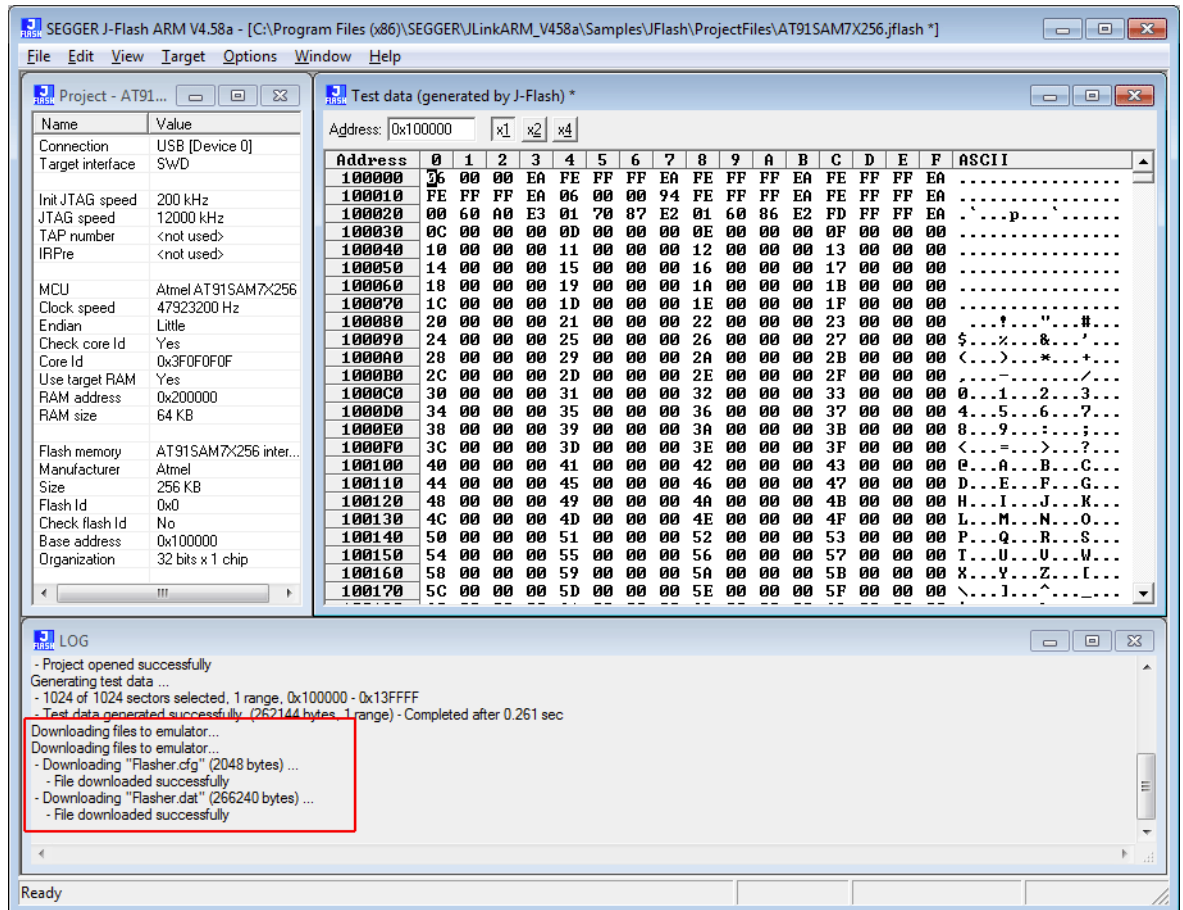 SEGGER J-Flash ARM V4.58a - [C:\Program Files (x86)\SEGGER\JLinkARM_V458a\Samples\JFlash\ProjectFiles\AT91SAM7X256.jflash *]
File Edit View Target Options Window Help
Project - AT91...
Name Value
Connection USB [Device 0]
Target interface SWD
Init JTAG speed 200 kHz
JTAG speed 12000 kHz
TAP number <not used>
IRPre <not used>
MCU Atmel AT91SAM7X256
Clock speed 47923200 Hz
Endian Little
Check core Id Yes
Core Id 0x3F0F0F0F
Use target RAM Yes
RAM address 0x200000
RAM size 64 KB
Flash memory AT91SAM7X256 inter...
Manufacturer Atmel
Size 256 KB
Flash Id 0x0
Check flash Id No
Base address 0x100000
Organization 32 bits x 1 chip
Test data (generated by J-Flash) *
Address: 0x100000 x1 x2 x4
Address 0 1 2 3 4 5 6 7 8 9 A B C D E F ASCII
100000 06 00 00 EA FE FF FF EA FE FF FF EA FE FF FF EA ................
100010 FE FF FF EA 06 00 00 94 FE FF FF EA FE FF FF EA ................
100020 00 60 A0 E3 01 70 87 E2 01 60 86 E2 FD FF FF EA .`...p...`......
100030 0C 00 00 00 0D 00 00 00 0E 00 00 00 0F 00 00 00 ................
100040 10 00 00 00 11 00 00 00 12 00 00 00 13 00 00 00 ................
100050 14 00 00 00 15 00 00 00 16 00 00 00 17 00 00 00 ................
100060 18 00 00 00 19 00 00 00 1A 00 00 00 1B 00 00 00 ................
100070 1C 00 00 00 1D 00 00 00 1E 00 00 00 1F 00 00 00 ................
100080 20 00 00 00 21 00 00 00 22 00 00 00 23 00 00 00  ...!..."...#...
100090 24 00 00 00 25 00 00 00 26 00 00 00 27 00 00 00 $...%...&...'...
1000A0 28 00 00 00 29 00 00 00 2A 00 00 00 2B 00 00 00 (...)...*...+...
1000B0 2C 00 00 00 2D 00 00 00 2E 00 00 00 2F 00 00 00 ,...-......./...
1000C0 30 00 00 00 31 00 00 00 32 00 00 00 33 00 00 00 0...1...2...3...
1000D0 34 00 00 00 35 00 00 00 36 00 00 00 37 00 00 00 4...5...6...7...
1000E0 38 00 00 00 39 00 00 00 3A 00 00 00 3B 00 00 00 8...9...:...;...
1000F0 3C 00 00 00 3D 00 00 00 3E 00 00 00 3F 00 00 00 <...=...>...?...
100100 40 00 00 00 41 00 00 00 42 00 00 00 43 00 00 00 @...A...B...C...
100110 44 00 00 00 45 00 00 00 46 00 00 00 47 00 00 00 D...E...F...G...
100120 48 00 00 00 49 00 00 00 4A 00 00 00 4B 00 00 00 H...I...J...K...
100130 4C 00 00 00 4D 00 00 00 4E 00 00 00 4F 00 00 00 L...M...N...O...
100140 50 00 00 00 51 00 00 00 52 00 00 00 53 00 00 00 P...Q...R...S...
100150 54 00 00 00 55 00 00 00 56 00 00 00 57 00 00 00 T...U...V...W...
100160 58 00 00 00 59 00 00 00 5A 00 00 00 5B 00 00 00 X...Y...Z...[...
100170 5C 00 00 00 5D 00 00 00 5E 00 00 00 5F 00 00 00 \...]...^..._...
LOG
- Project opened successfully
Generating test data ...
- 1024 of 1024 sectors selected, 1 range, 0x100000 - 0x13FFFF
- Test data generated successfully. (262144 bytes, 1 range) - Completed after 0.261 sec
Downloading files to emulator...
Downloading files to emulator...
- Downloading "Flasher.cfg" (2048 bytes) ...
- File downloaded successfully
- Downloading "Flasher.dat" (266240 bytes) ...
- File downloaded successfully
Ready